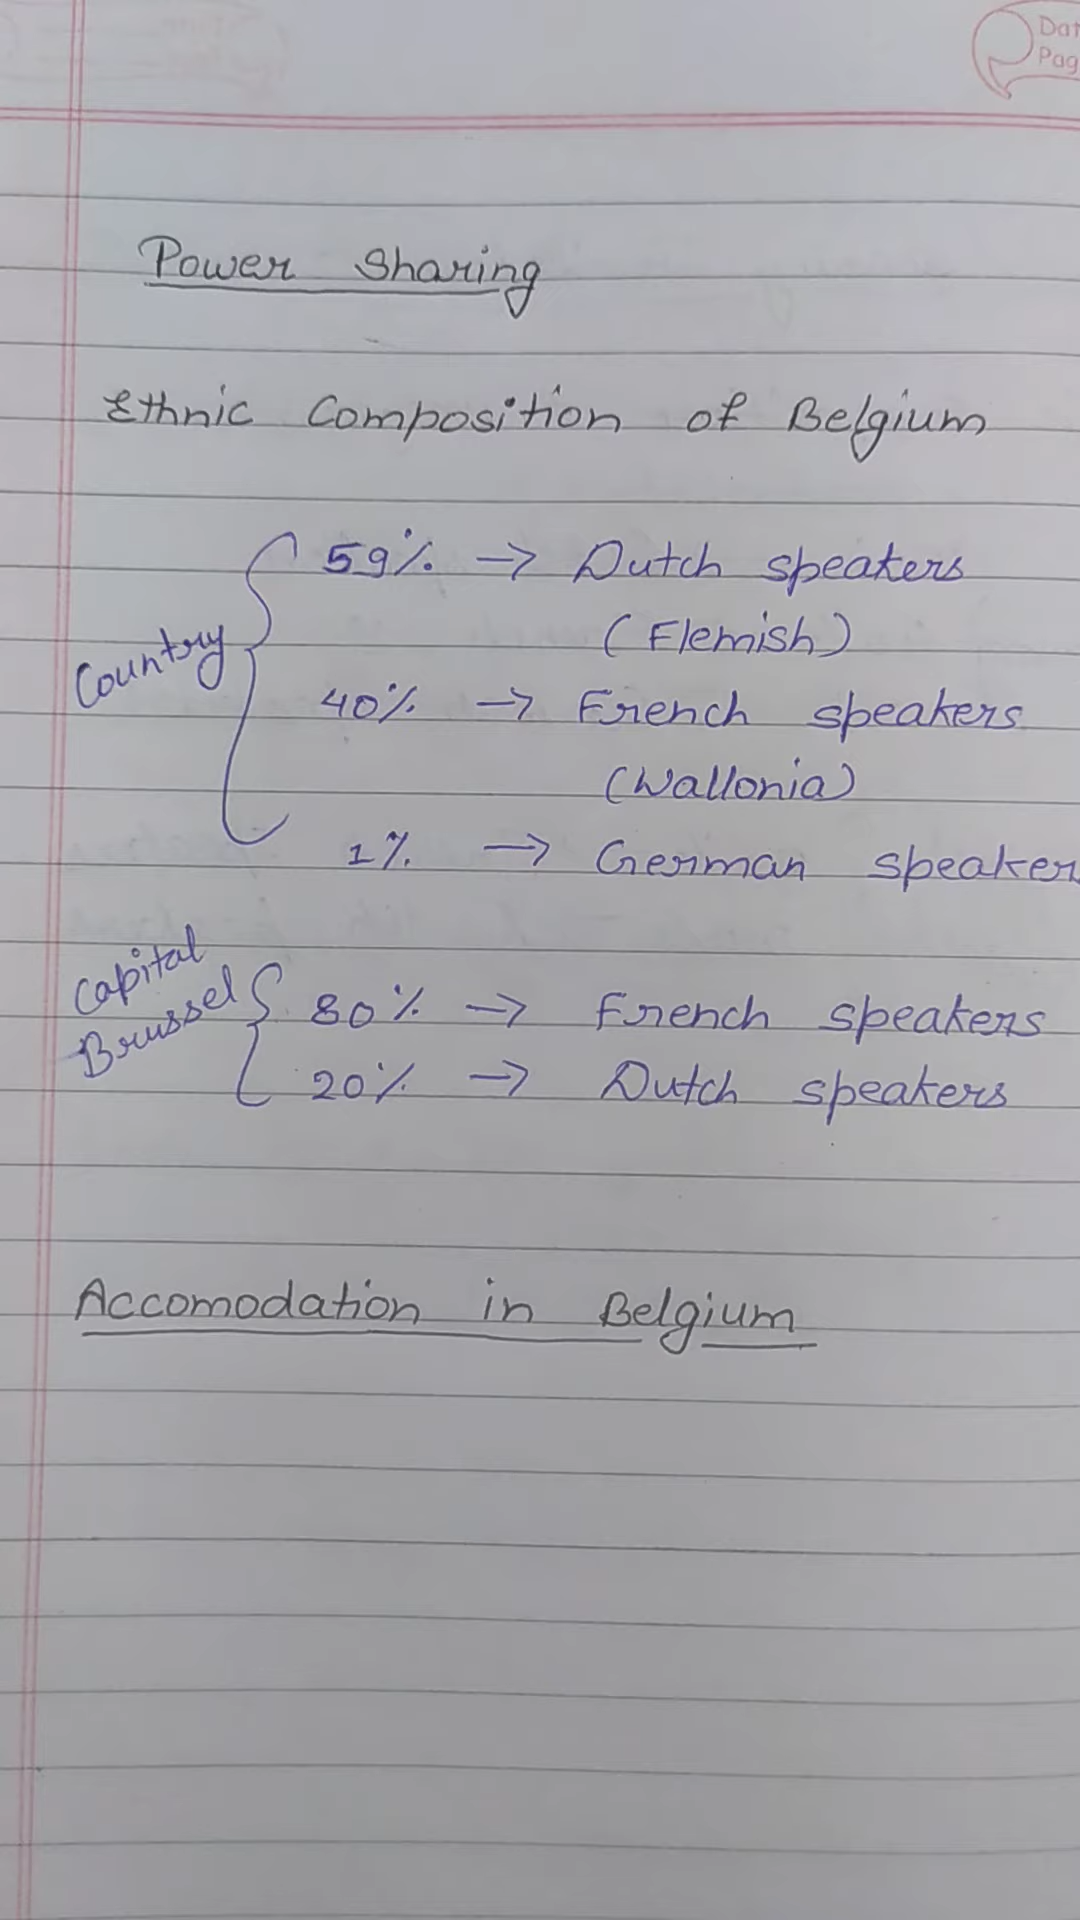 Dat
Pag
Power Sharing
Ethnic Composition of Belgium
Country
59% → Dutch speakers
(Flemish)
40% → French speakers
(Wallonia)
1% → German speaker
Capital
Brussel
80% → French speakers
20% → Dutch speakers
Accomodation in Belgium